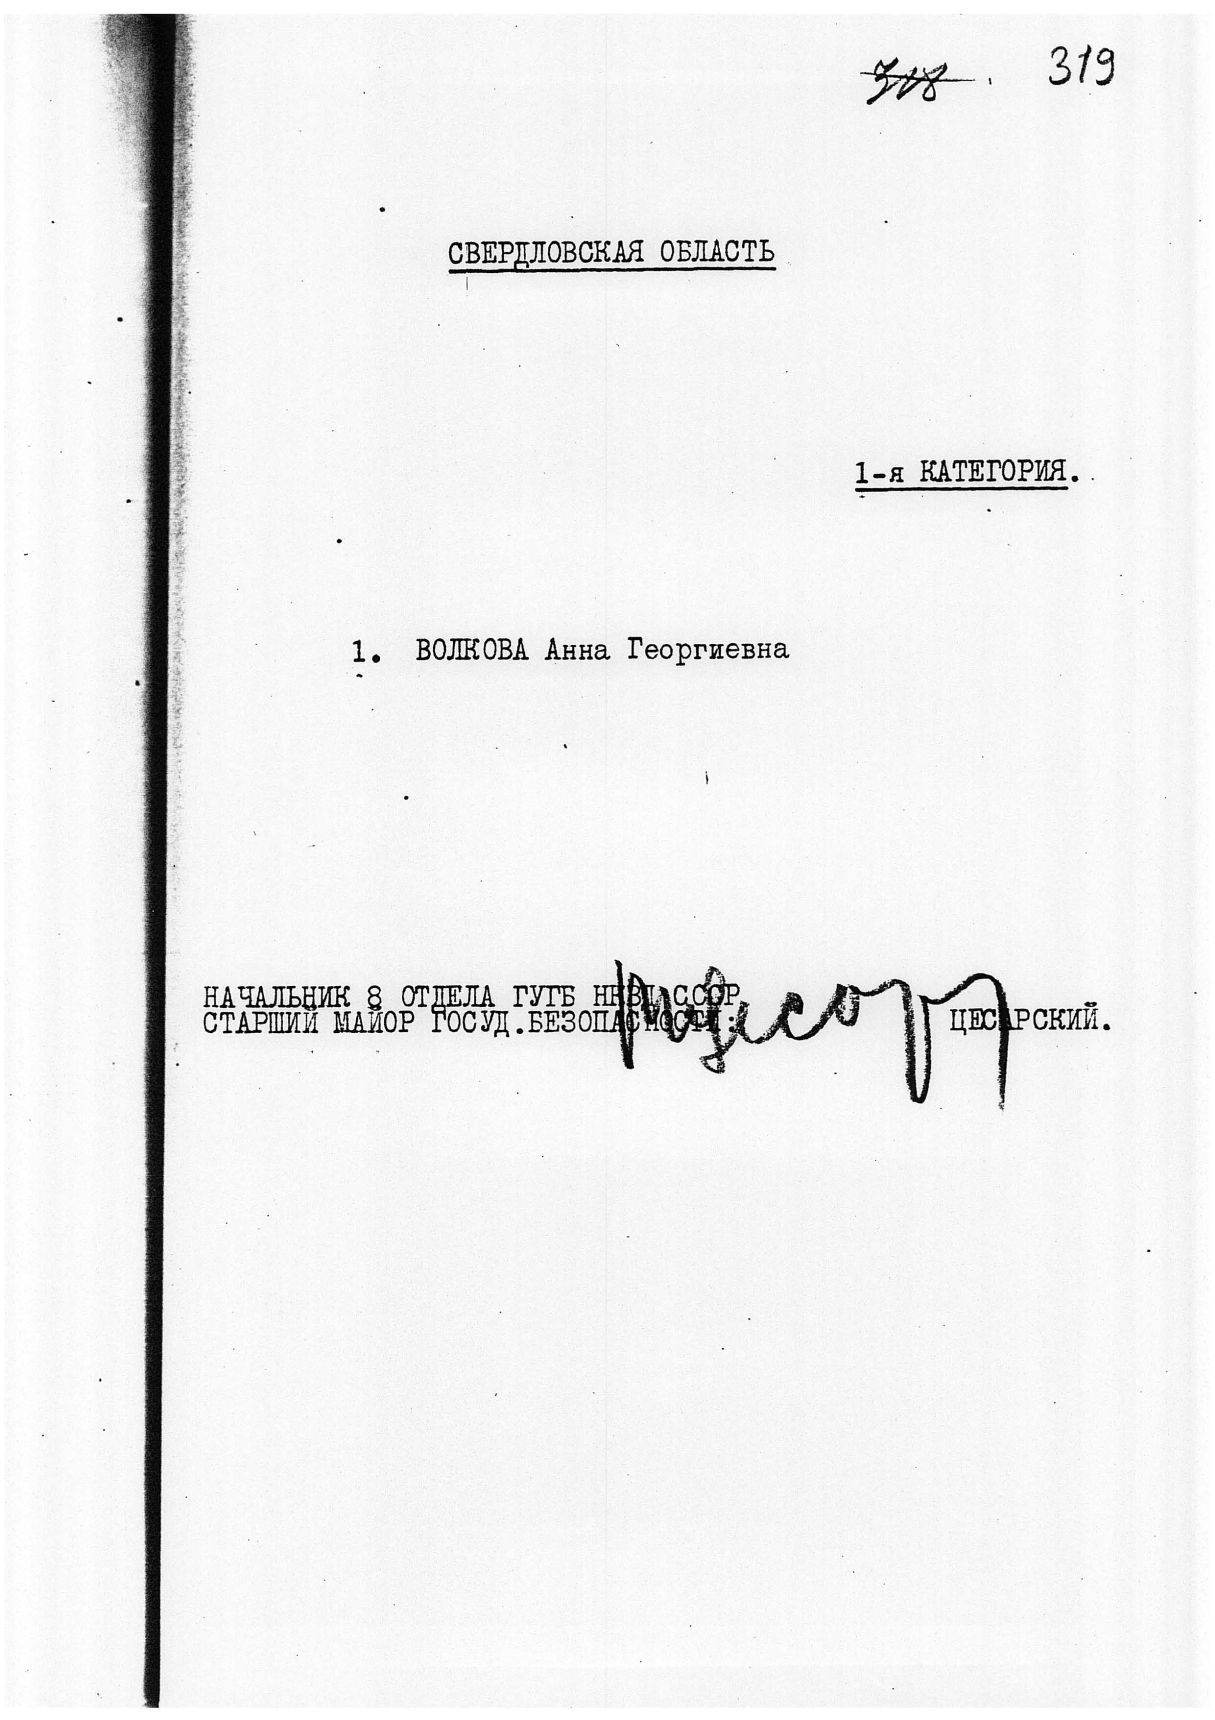 318. 319
СВЕРДЛОВСКАЯ ОБЛАСТЬ
1-я КАТЕГОРИЯ.
1. ВОЛКОВА Анна Георгиевна
НАЧАЛЬНИК 8 ОТДЕЛА ГУГБ НКВД СССР
СТАРШИЙ МАЙОР ГОСУД.БЕЗОПАСНОСТИ: ЦЕСАРСКИЙ.